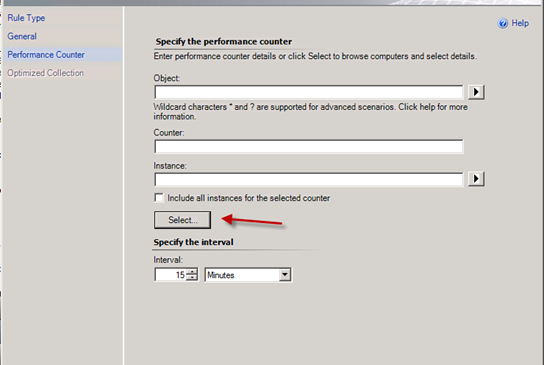 Rule Type
General
Performance Counter
Optimized Collection
Help
Specify the performance counter
Enter performance counter details or click Select to browse computers and select details.
Object:
Wildcard characters * and ? are supported for advanced scenarios. Click help for more
information.
Counter:
Instance:
Include all instances for the selected counter
Select...
Specify the interval
Interval:
15 Minutes